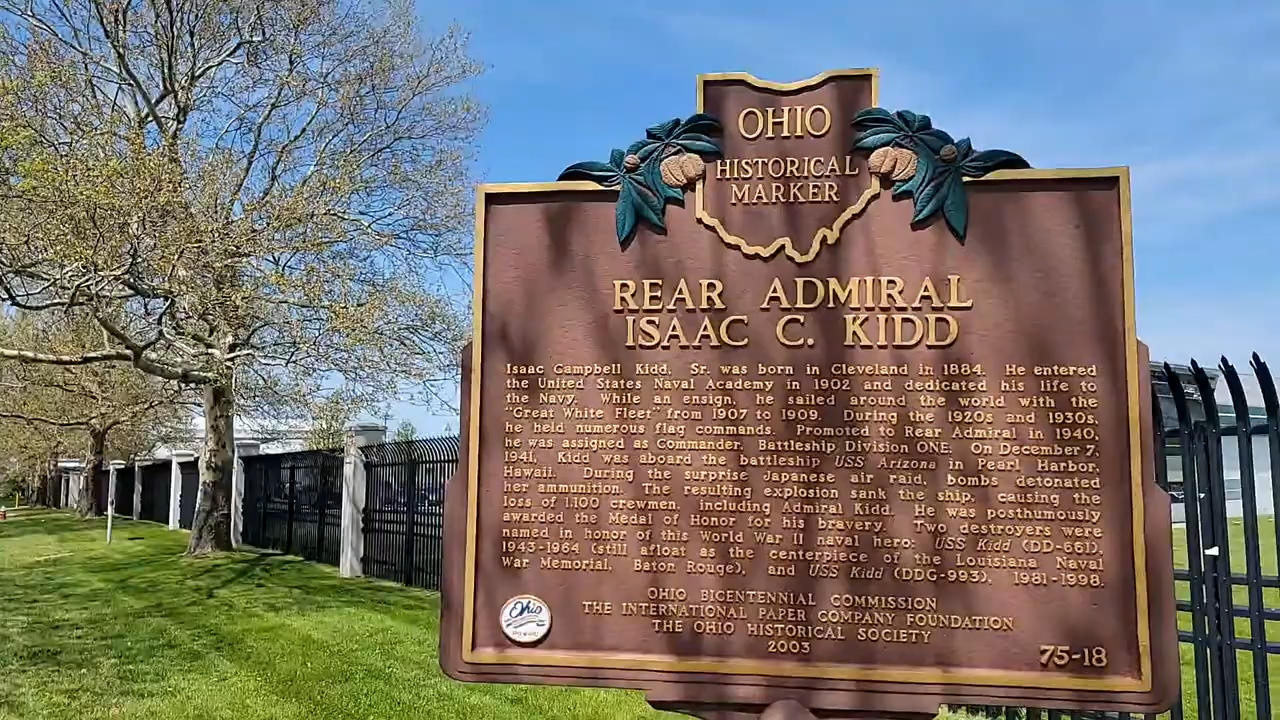 OHIO
HISTORICAL
MARKER
REAR ADMIRAL
ISAAC C. KIDD
Isaac Campbell Kidd, Sr. was born in Cleveland in 1884. He entered
the United States Naval Academy in 1902 and dedicated his life to
the Navy. While an ensign, he sailed around the world with the
"Great White Fleet" from 1907 to 1909. During the 1920s and 1930s,
he held numerous flag commands. Promoted to Rear Admiral in 1940,
he was assigned as Commander, Battleship Division ONE. On December 7,
1941, Kidd was aboard the battleship USS Arizona in Pearl Harbor,
Hawaii. During the surprise Japanese air raid, bombs detonated
her ammunition. The resulting explosion sank the ship, causing the
loss of 1,100 crewmen, including Admiral Kidd. He was posthumously
awarded the Medal of Honor for his bravery. Two destroyers were
named in honor of this World War II naval hero: USS Kidd (DD-661),
1943-1964 (still afloat as the centerpiece of the Louisiana Naval
War Memorial, Baton Rouge), and USS Kidd (DDG-993), 1981-1998.
OHIO BICENTENNIAL COMMISSION
THE INTERNATIONAL PAPER COMPANY FOUNDATION
THE OHIO HISTORICAL SOCIETY
2003
Ohio
75-18